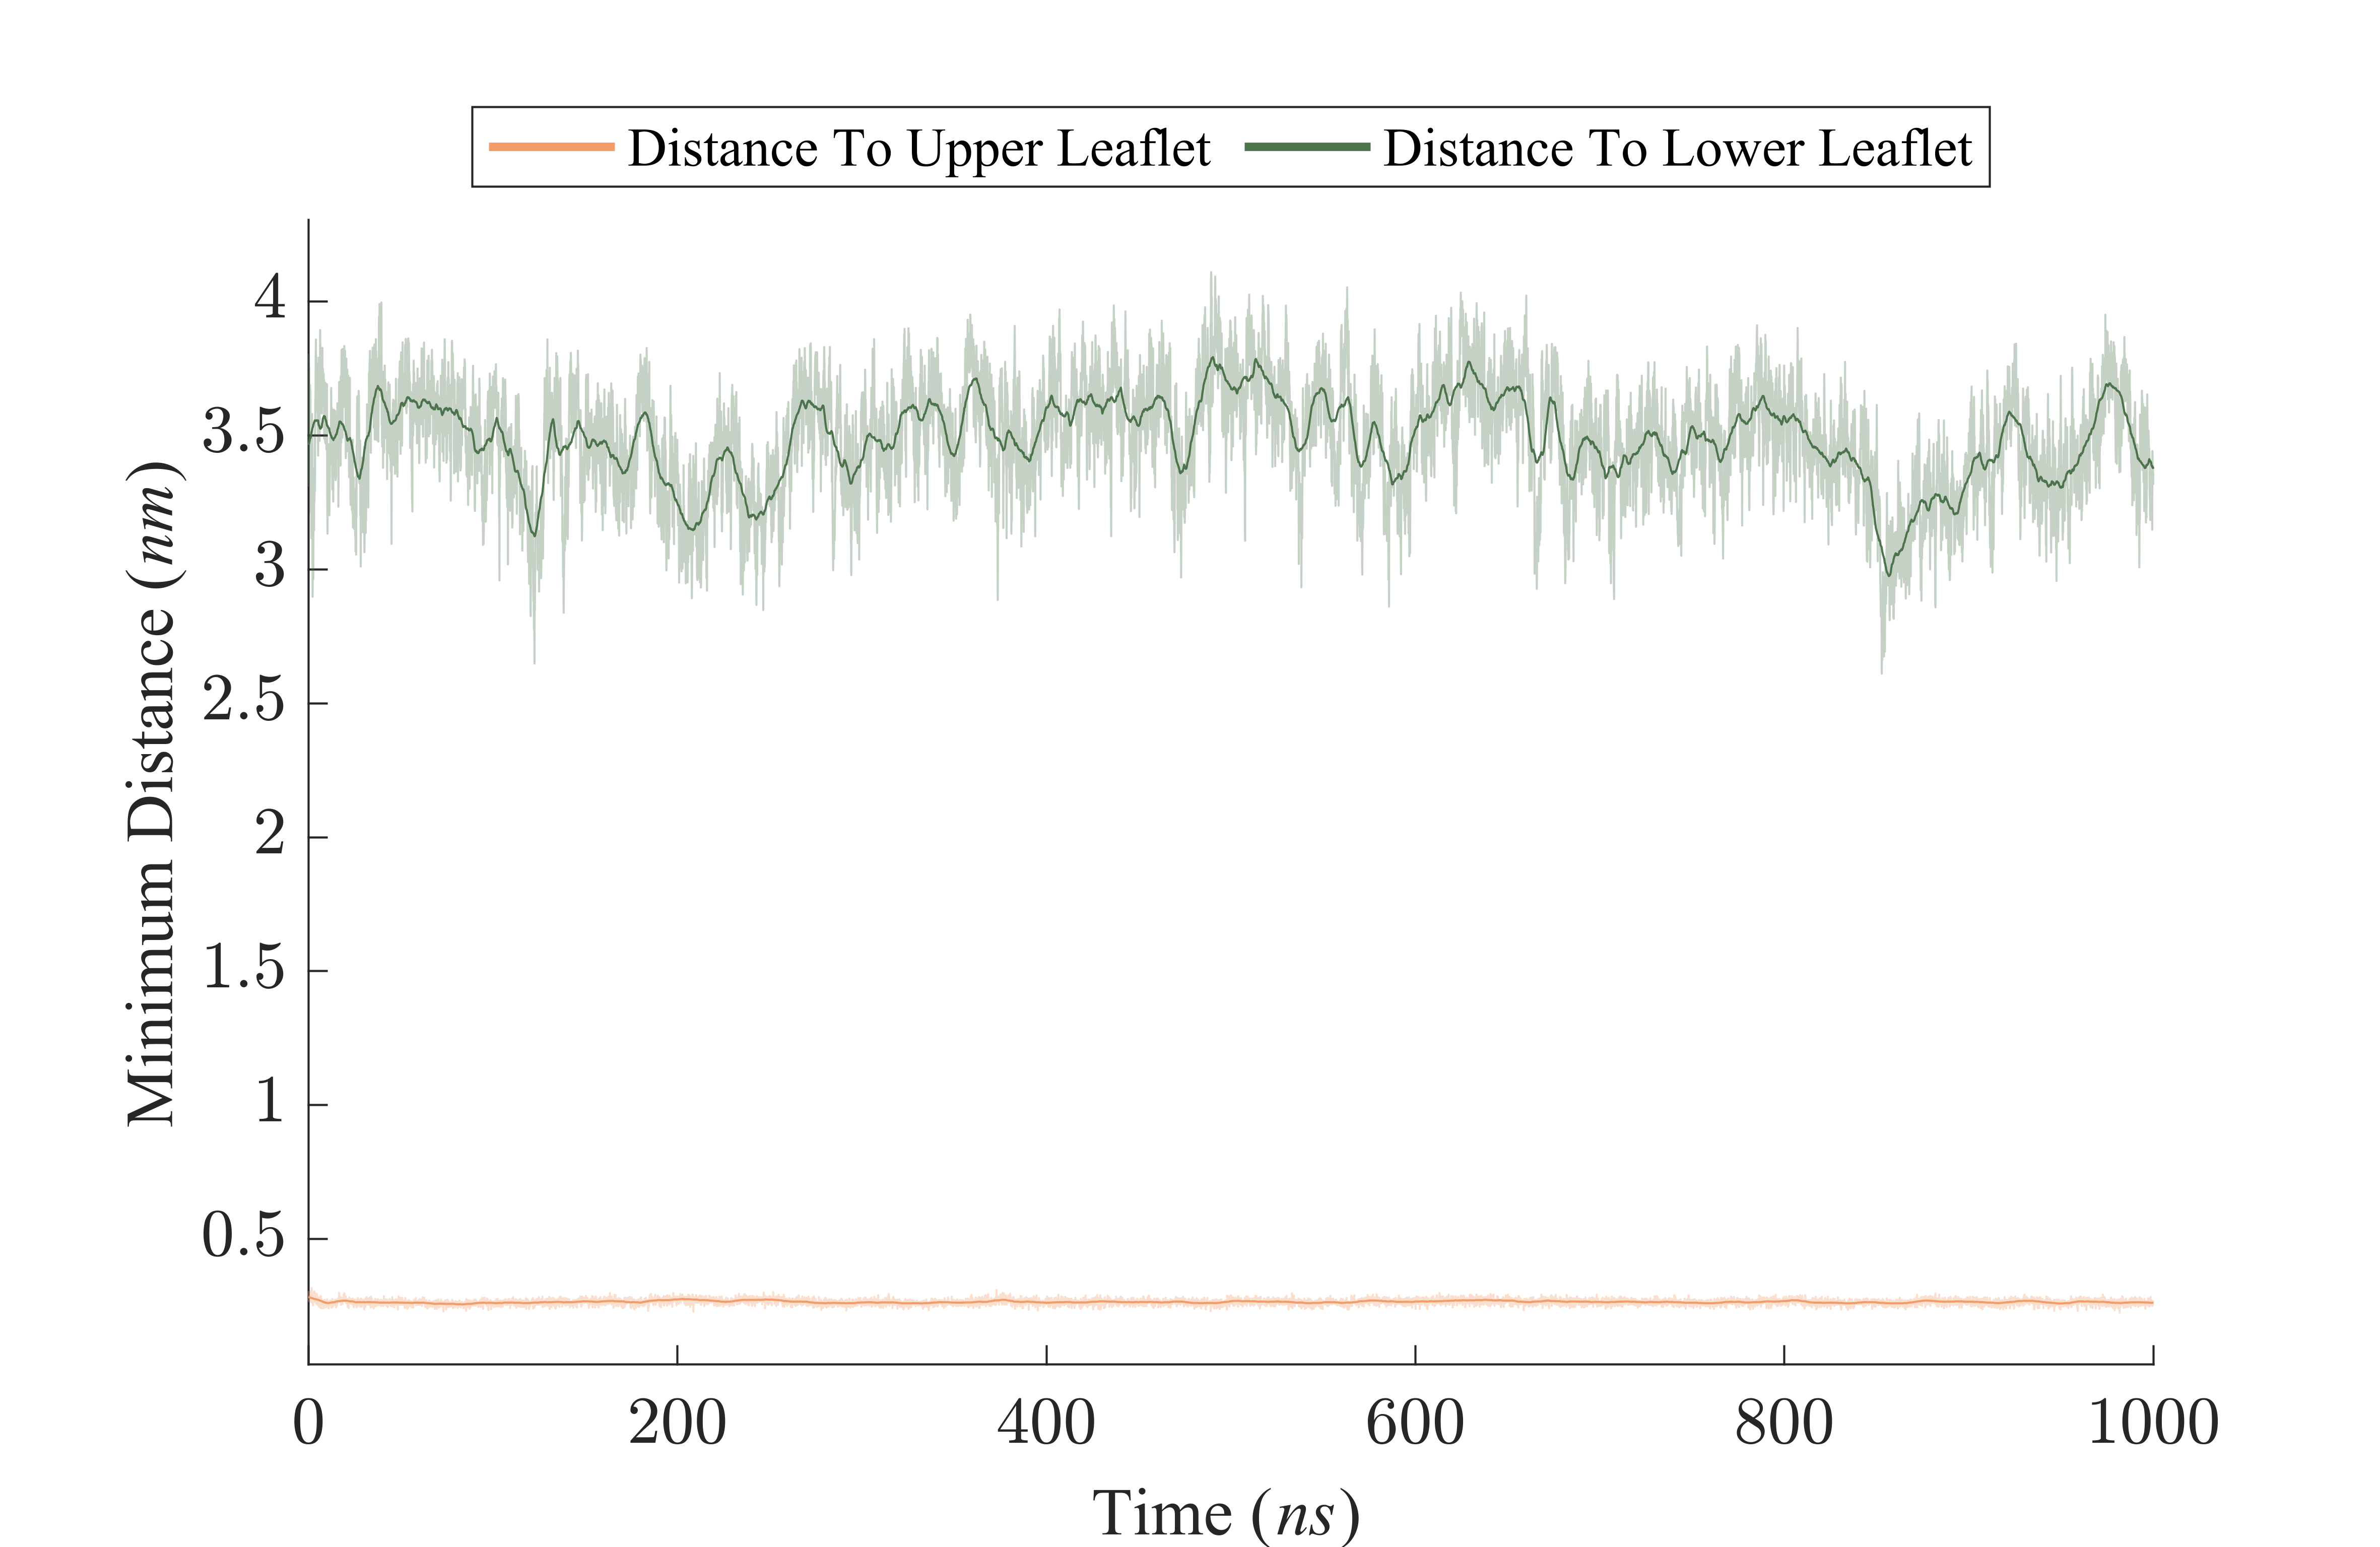 Distance To Upper Leaflet Distance To Lower Leaflet
4
3.5
3
2.5
2
1.5
1
0.5
Minimum Distance (nm)
0 200 400 600 800 1000
Time (ns)